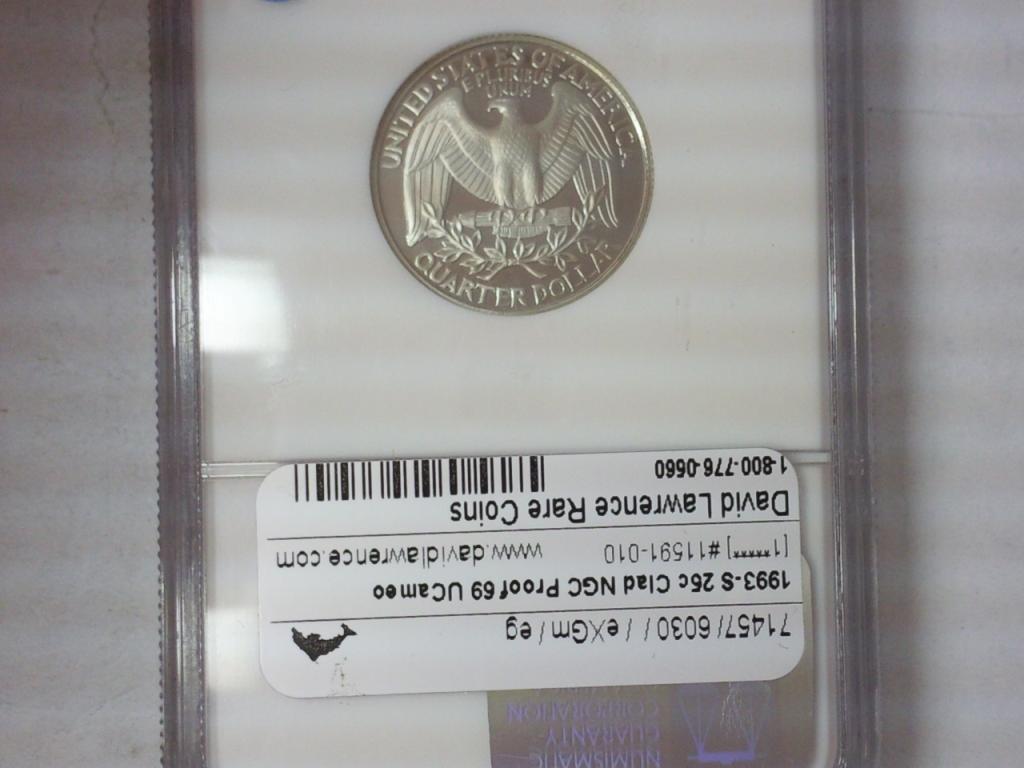 UNITED STATES OF AMERICA
E PLURIBUS
UNUM
QUARTER DOLLAR
71457/ 6030 / / eXGm / eg
1993-S 25c Clad NGC Proof 69 UCameo
[1****] #11591-010 www.davidlawrence.com
David Lawrence Rare Coins
1-800-776-0560
NUMISMATIC
GUARANTY
CORPORATION